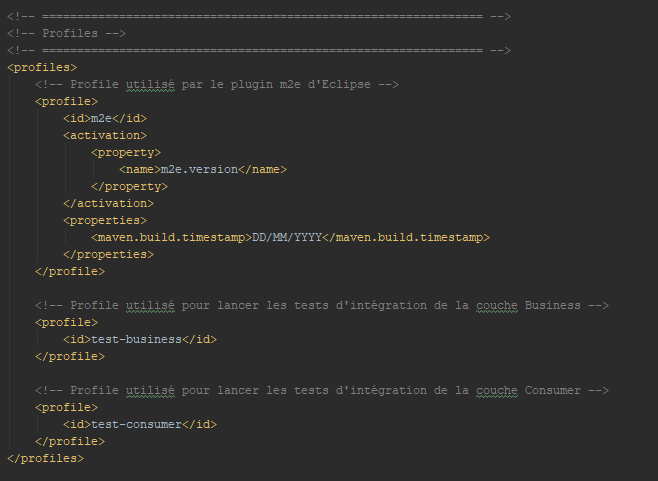 <!-- =============================================================== -->
<!-- Profiles -->
<!-- =============================================================== -->
<profiles>
    <!-- Profile utilisé par le plugin m2e d'Eclipse -->
    <profile>
        <id>m2e</id>
        <activation>
            <property>
                <name>m2e.version</name>
            </property>
        </activation>
        <properties>
            <maven.build.timestamp>DD/MM/YYYY</maven.build.timestamp>
        </properties>
    </profile>

    <!-- Profile utilisé pour lancer les tests d'intégration de la couche Business -->
    <profile>
        <id>test-business</id>
    </profile>

    <!-- Profile utilisé pour lancer les tests d'intégration de la couche Consumer -->
    <profile>
        <id>test-consumer</id>
    </profile>
</profiles>